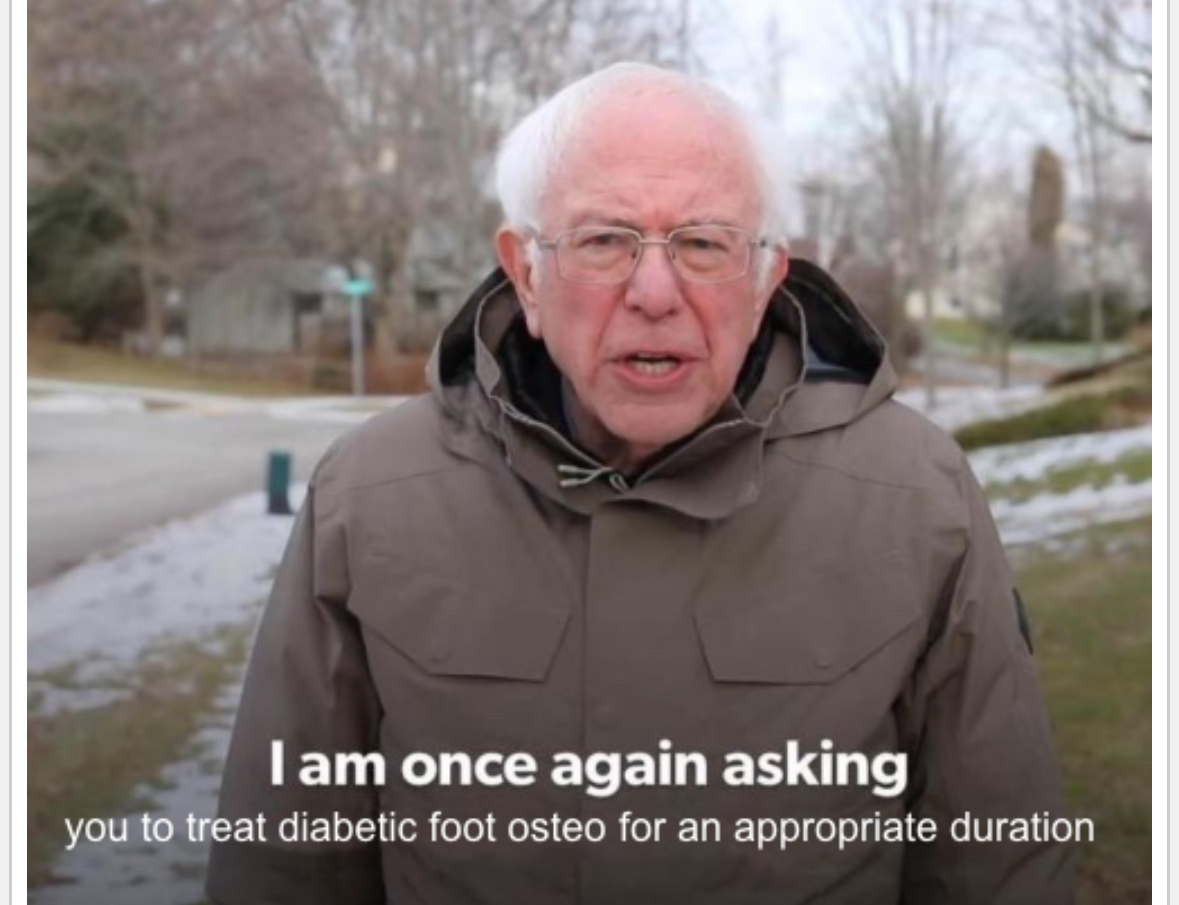 I am once again asking
you to treat diabetic foot osteo for an appropriate duration